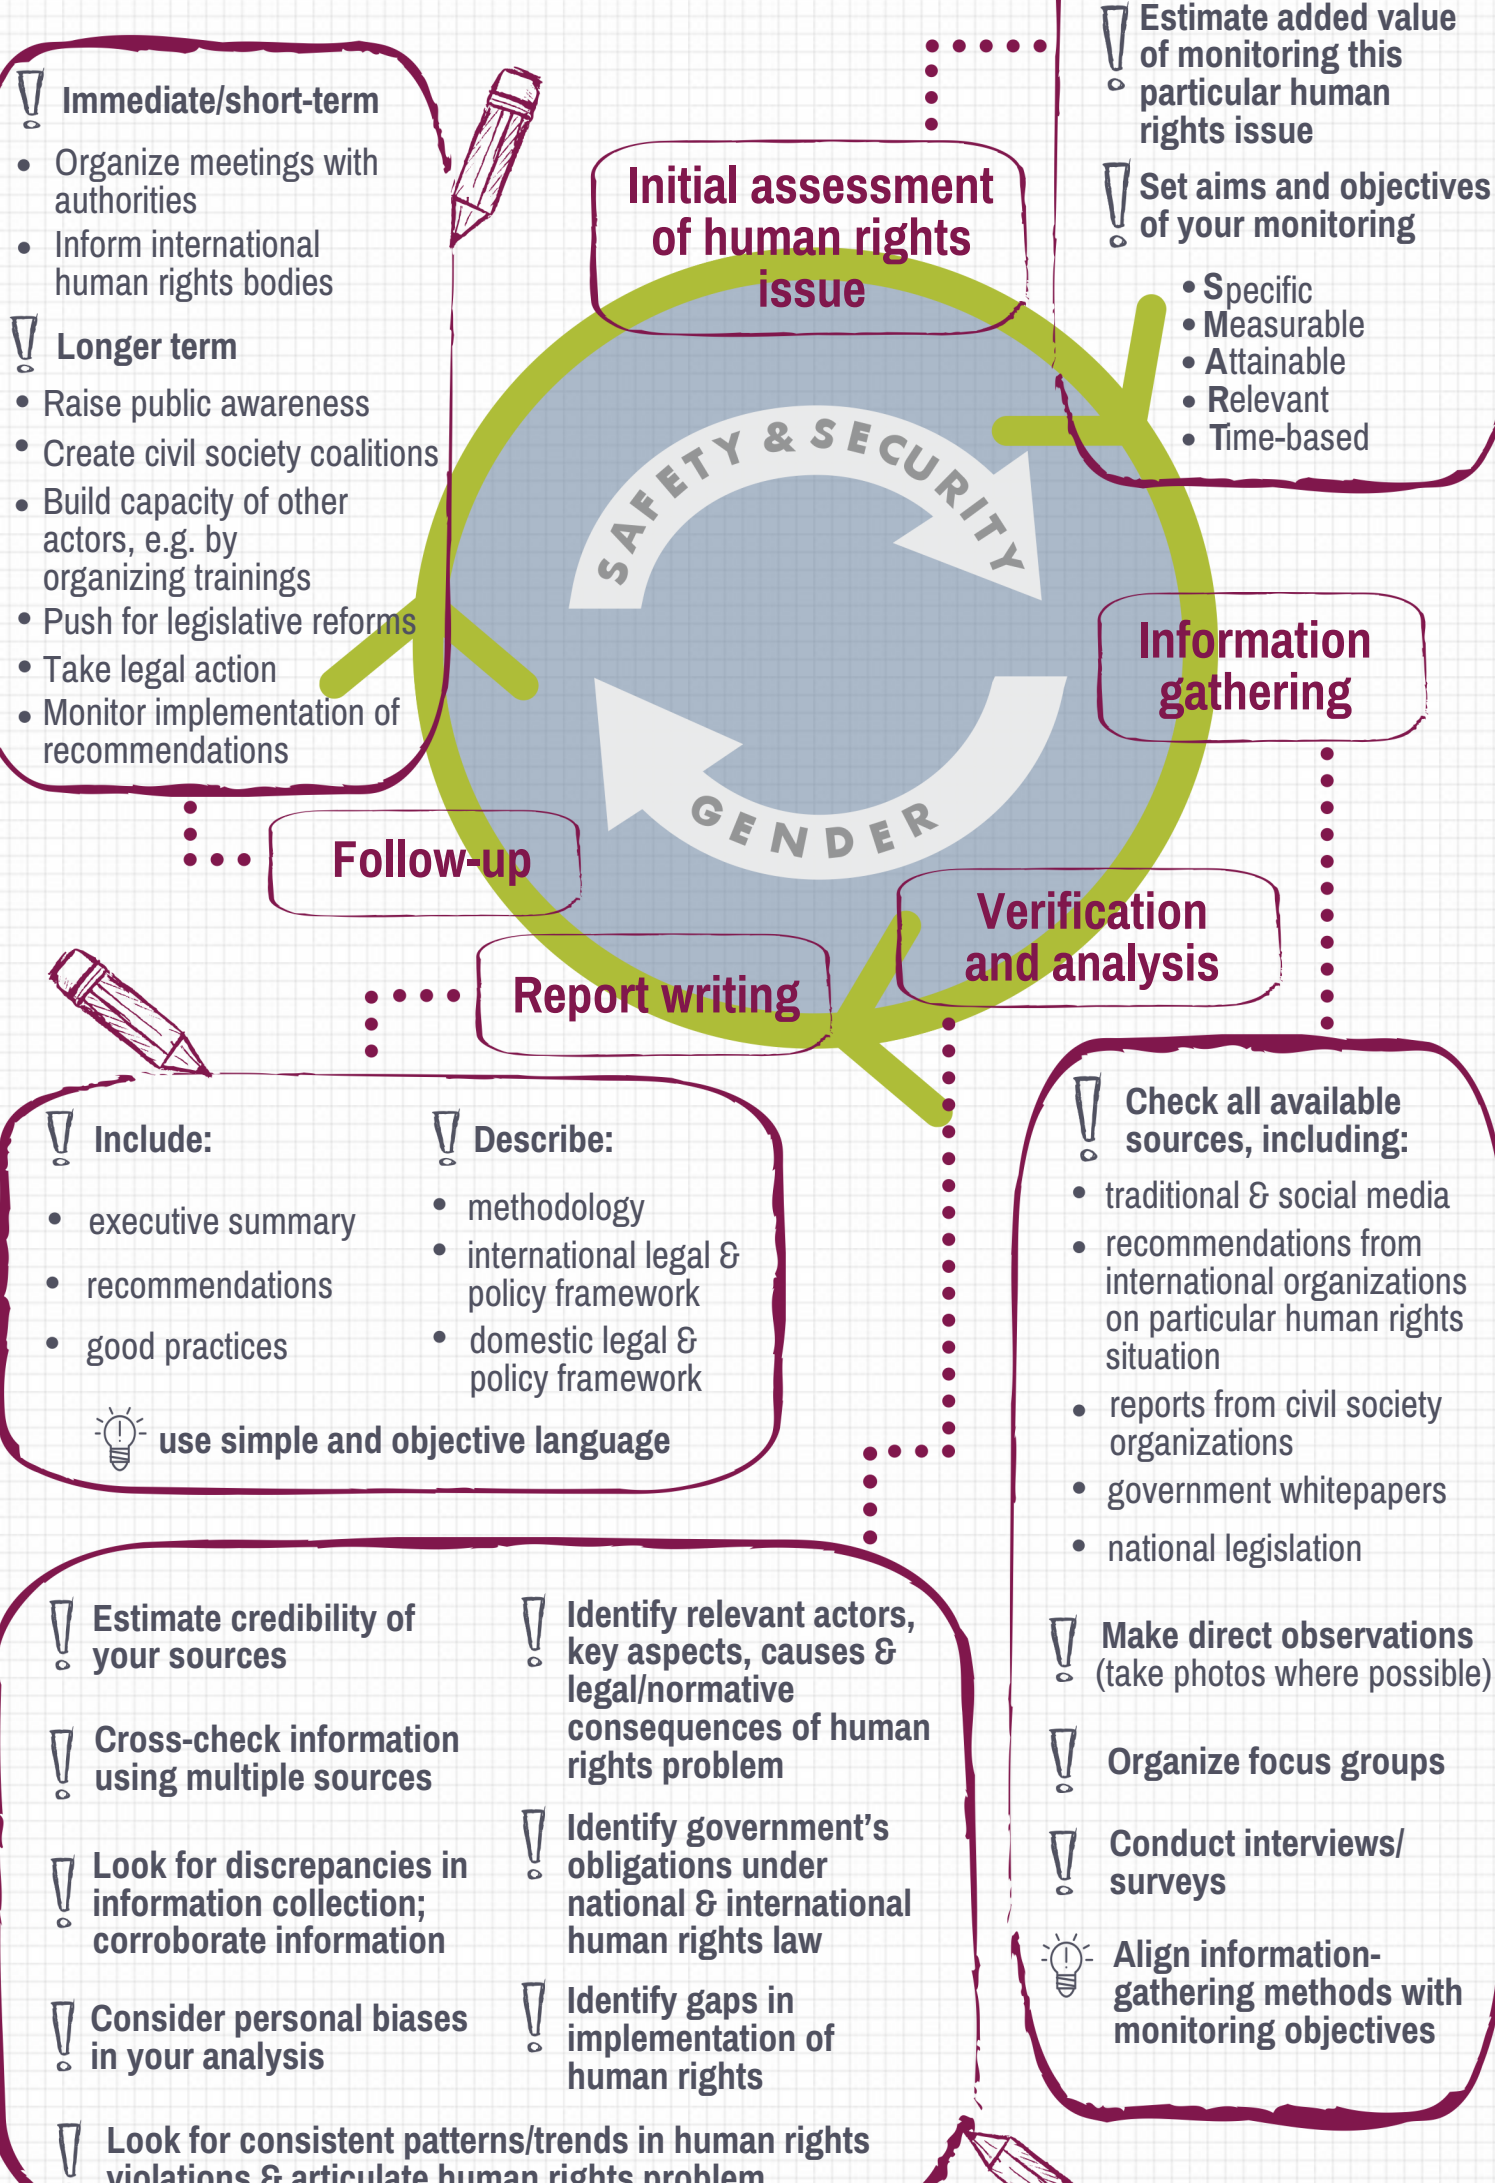 Immediate/short-term
Organize meetings with
authorities
Inform international
human rights bodies
Longer term
Raise public awareness
Create civil society coalitions
Build capacity of other
actors, e.g. by
organizing trainings
Push for legislative reforms
Take legal action
Monitor implementation of
recommendations
Initial assessment
of human rights
issue
Estimate added value
of monitoring this
particular human
rights issue
Set aims and objectives
of your monitoring
Specific
Measurable
Attainable
Relevant
Time-based
SAFETY & SECURITY
GENDER
Information
gathering
Follow-up
Verification
and analysis
Report writing
Include:
executive summary
recommendations
good practices
Describe:
methodology
international legal &
policy framework
domestic legal &
policy framework
use simple and objective language
Check all available
sources, including:
traditional & social media
recommendations from
international organizations
on particular human rights
situation
reports from civil society
organizations
government whitepapers
national legislation
Make direct observations
(take photos where possible)
Organize focus groups
Conduct interviews/
surveys
Align information-
gathering methods with
monitoring objectives
Estimate credibility of
your sources
Cross-check information
using multiple sources
Look for discrepancies in
information collection;
corroborate information
Consider personal biases
in your analysis
Identify relevant actors,
key aspects, causes &
legal/normative
consequences of human
rights problem
Identify government's
obligations under
national & international
human rights law
Identify gaps in
implementation of
human rights
Look for consistent patterns/trends in human rights
violations & articulate human rights problem